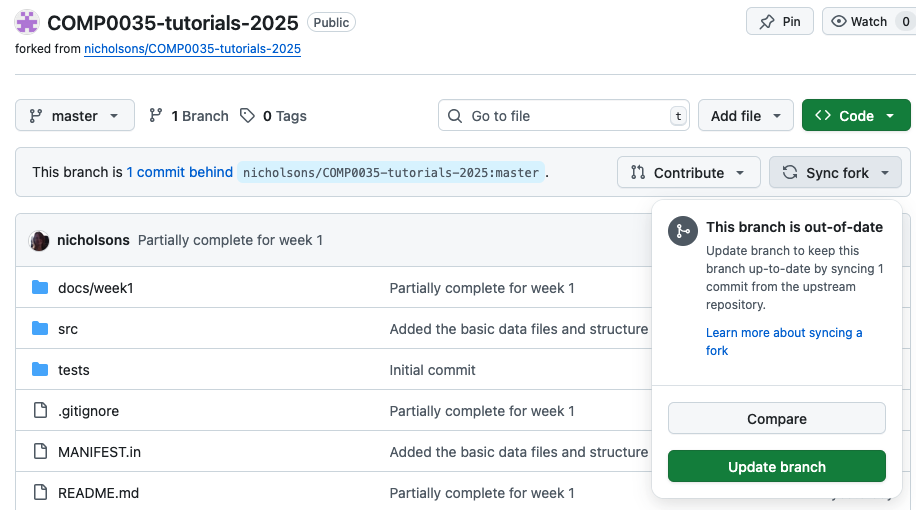 COMP0035-tutorials-2025 Public Pin Watch 0
forked from nicholsons/COMP0035-tutorials-2025
master 1 Branch 0 Tags Go to file t Add file Code
This branch is 1 commit behind nicholsons/COMP0035-tutorials-2025:master . Contribute Sync fork
nicholsons Partially complete for week 1
docs/week1 Partially complete for week 1
src Added the basic data files and structure
tests Initial commit
.gitignore Partially complete for week 1
MANIFEST.in Added the basic data files and structure
README.md Partially complete for week 1
This branch is out-of-date
Update branch to keep this
branch up-to-date by syncing 1
commit from the upstream
repository.
Learn more about syncing a
fork
Compare
Update branch